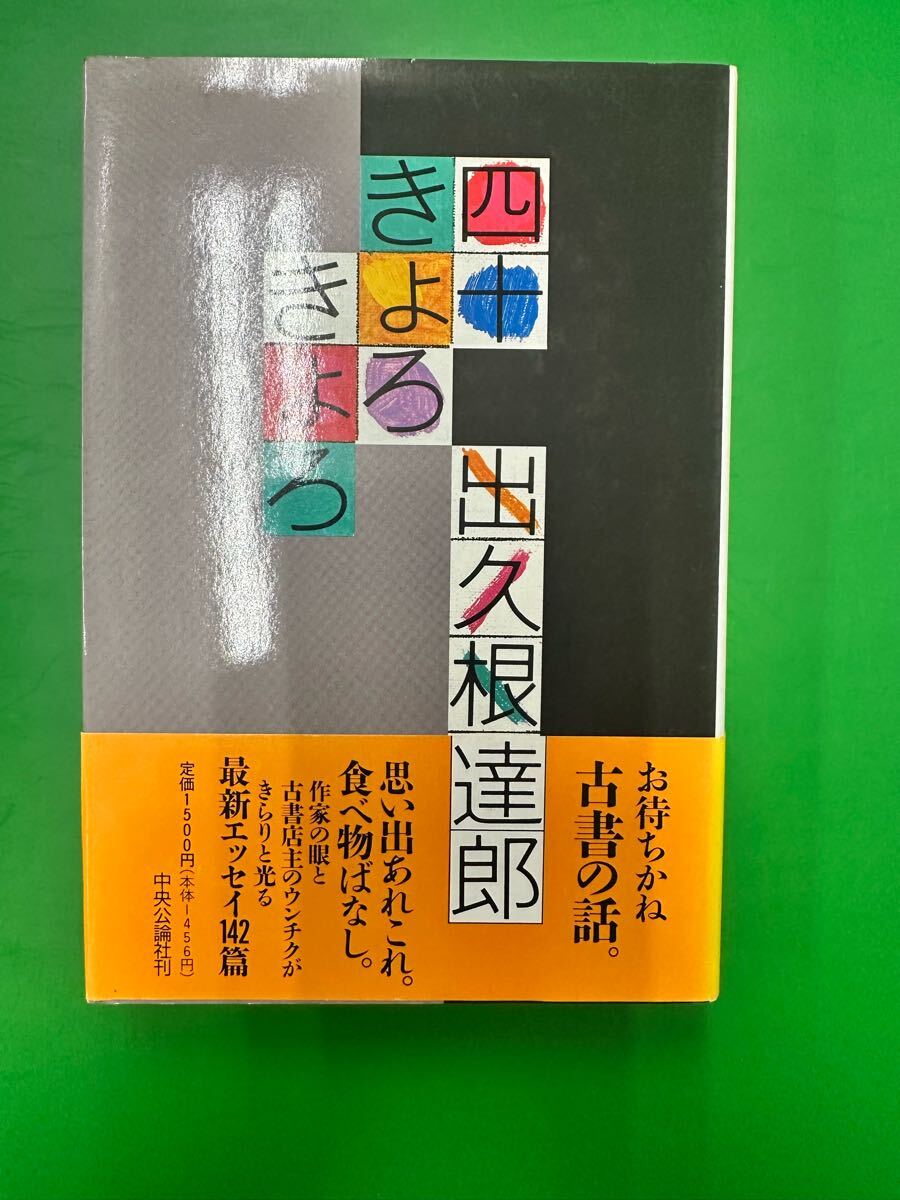 四十
きょろ
きょろ
出久根達郎
お待ちかね
古書の話。
思い出あれこれ。
食べ物ばなし。
作家の眼と
古書店主のウンチクが
きらりと光る
最新エッセイ142篇
定価1500円(本体1456円)
中央公論社刊